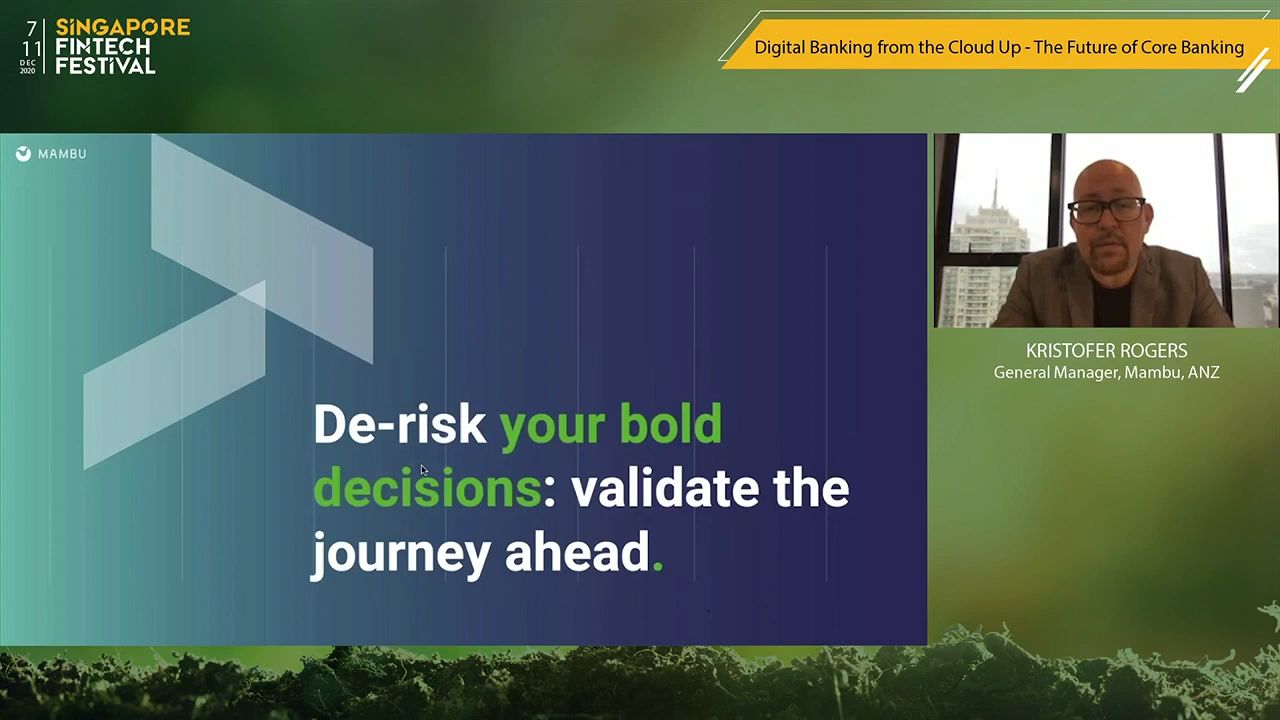 7
11
DEC
2020
SINGAPORE
FINTECH
FESTIVAL
Digital Banking from the Cloud Up - The Future of Core Banking
MAMBU
De-risk your bold
decisions: validate the
journey ahead.
KRISTOFER ROGERS
General Manager, Mambu, ANZ